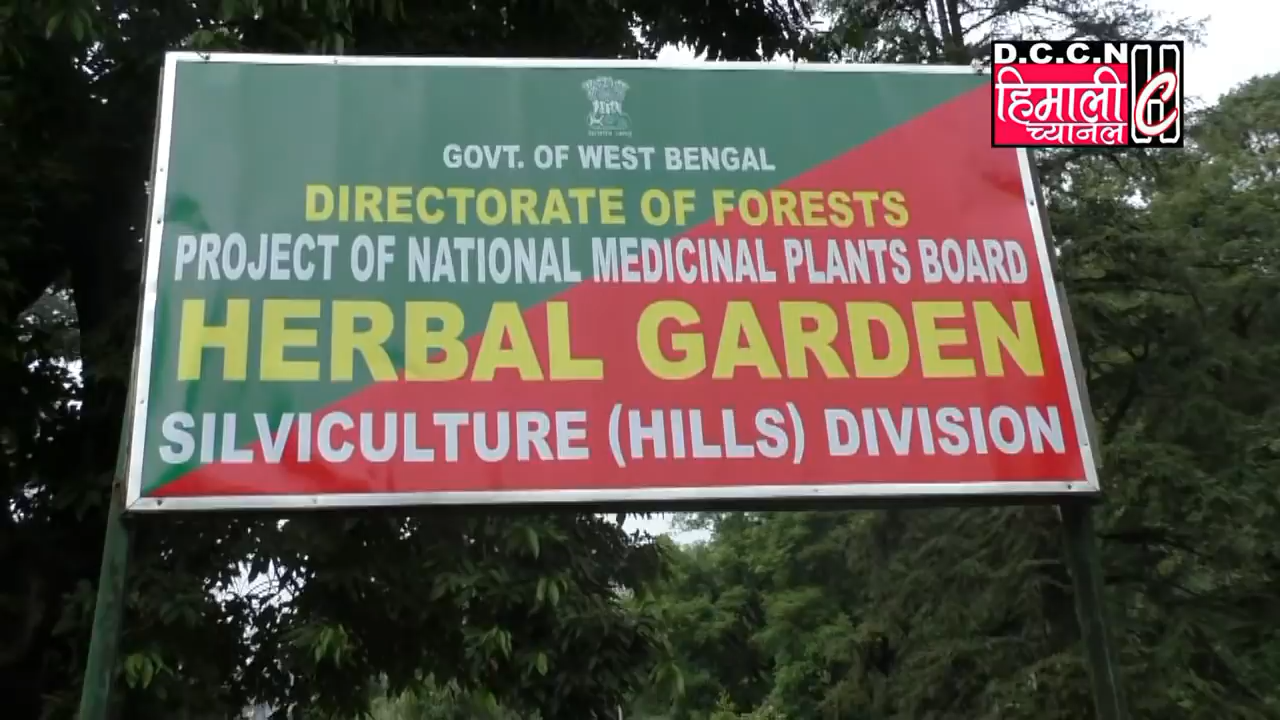 D.C.C.N
हिमाली
च्यानल
GOVT. OF WEST BENGAL
DIRECTORATE OF FORESTS
PROJECT OF NATIONAL MEDICINAL PLANTS BOARD
HERBAL GARDEN
SILVICULTURE (HILLS) DIVISION